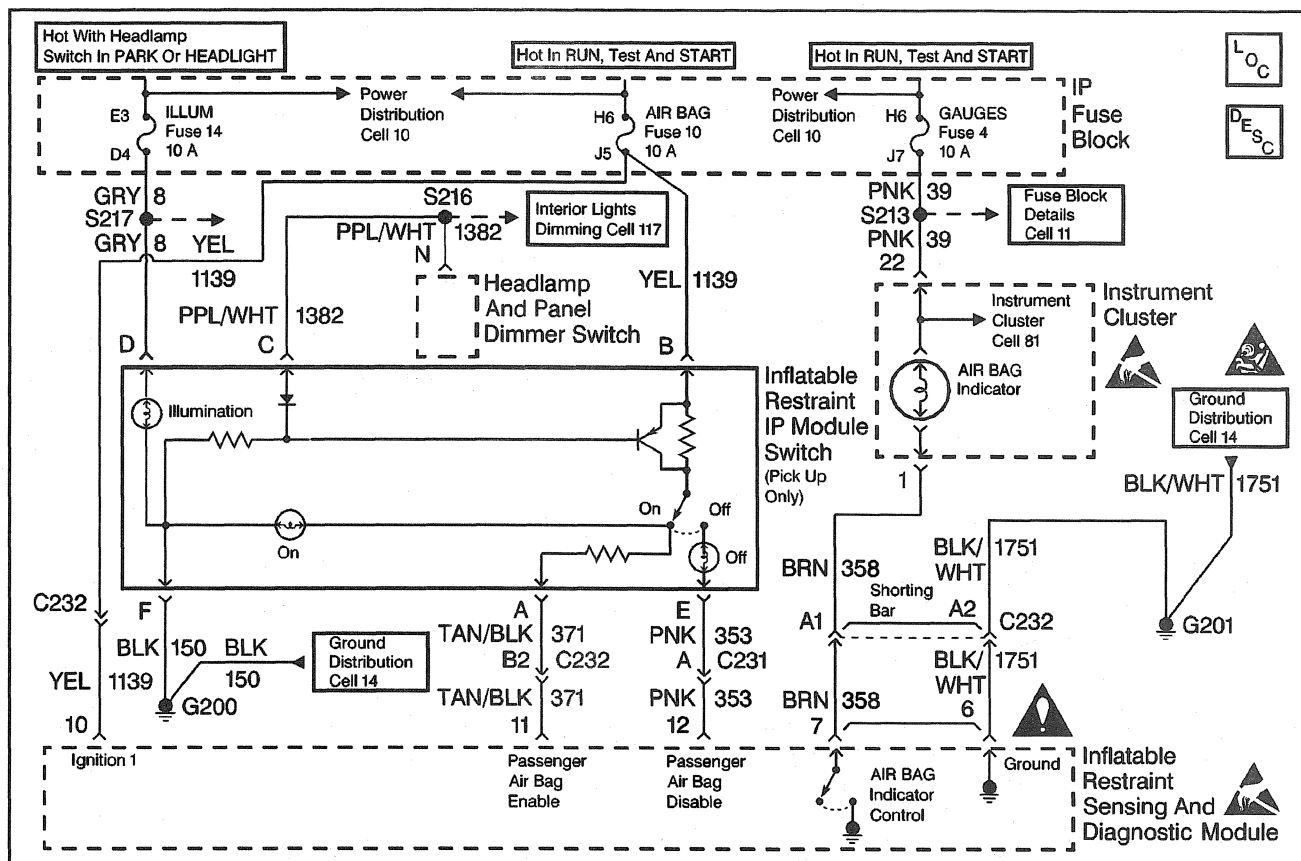 Hot With Headlamp
Switch In PARK Or HEADLIGHT
Hot In RUN, Test And START
Hot In RUN, Test And START
LOC
DESC
E3
ILLUM
Fuse 14
10 A
D4
Power
Distribution
Cell 10
H6
AIR BAG
Fuse 10
10 A
J5
Power
Distribution
Cell 10
H6
GAUGES
Fuse 4
10 A
J7
IP
Fuse
Block
GRY 8
S217
GRY 8
YEL
1139
S216
PPL/WHT 1382
N
Interior Lights
Dimming Cell 117
PNK 39
S213
PNK 39
22
Fuse Block
Details
Cell 11
PPL/WHT 1382
Headlamp
And Panel
Dimmer Switch
YEL 1139
Instrument
Cluster
Cell 81
Instrument
Cluster
AIR BAG
Indicator
D
C
B
Illumination
On
On
Off
Off
Inflatable
Restraint
IP Module
Switch
(Pick Up
Only)
1
Ground
Distribution
Cell 14
BLK/WHT 1751
BRN 358
BLK/
WHT
1751
Shorting
Bar
A1
A2
C232
G201
C232
F
A
E
BLK 150
BLK
150
Ground
Distribution
Cell 14
G200
YEL 1139
10
TAN/BLK 371
B2 C232
TAN/BLK 371
11
PNK 353
A C231
PNK 353
12
BRN 358
7
BLK/
WHT
1751
6
Ignition 1
Passenger
Air Bag
Enable
Passenger
Air Bag
Disable
AIR BAG
Indicator
Control
Ground
Inflatable
Restraint
Sensing And
Diagnostic Module